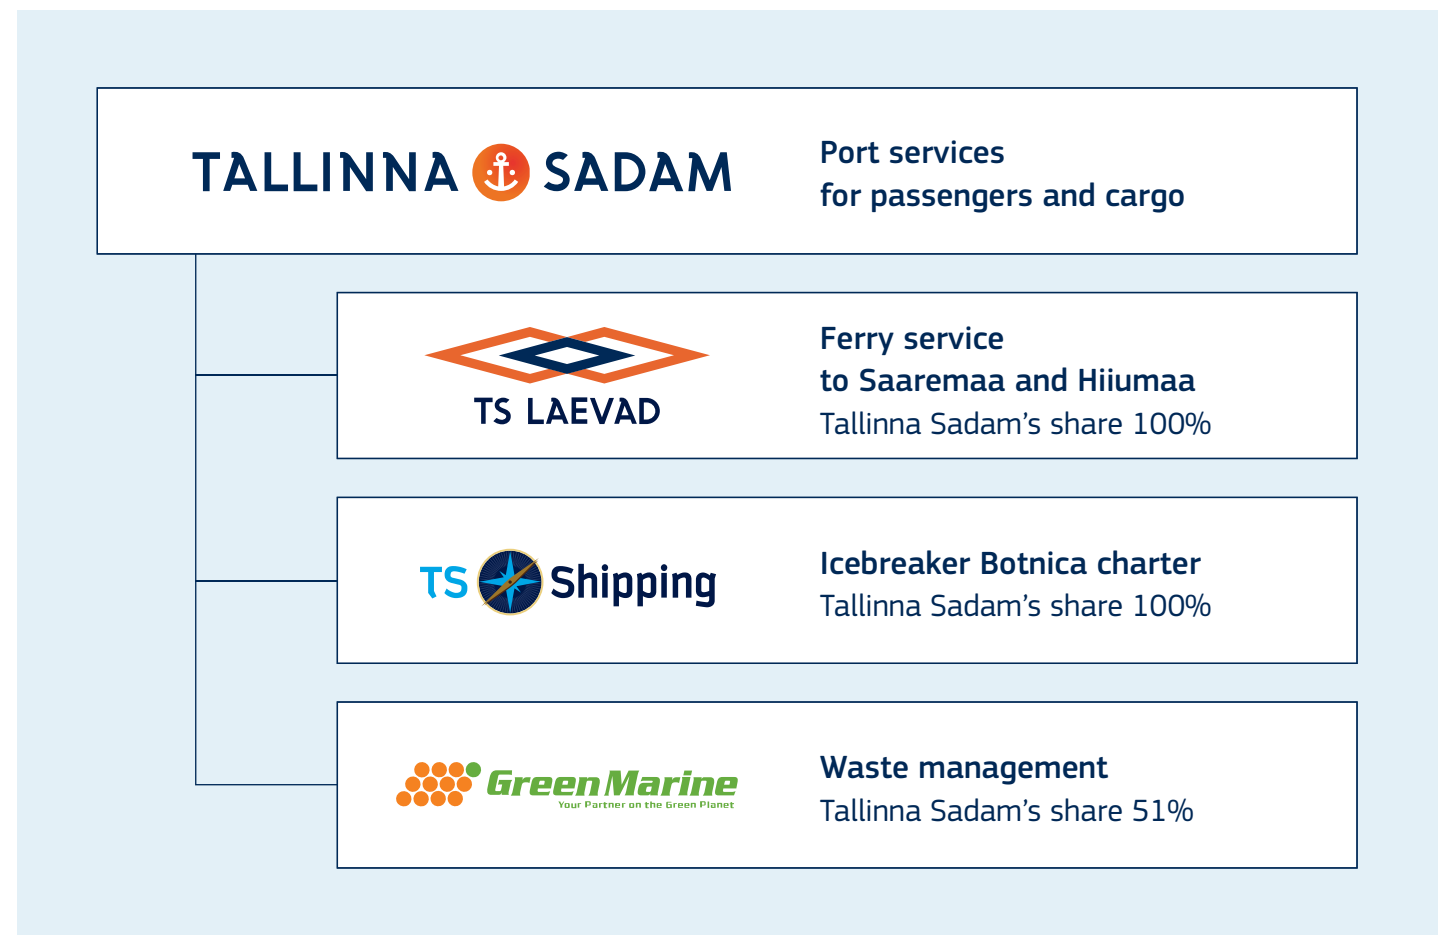 TALLINNA SADAM
Port services
for passengers and cargo
TS LAEVAD
Ferry service
to Saaremaa and Hiiumaa
Tallinna Sadam’s share 100%
TS Shipping
Icebreaker Botnica charter
Tallinna Sadam’s share 100%
Green Marine
Your Partner on the Green Planet
Waste management
Tallinna Sadam’s share 51%